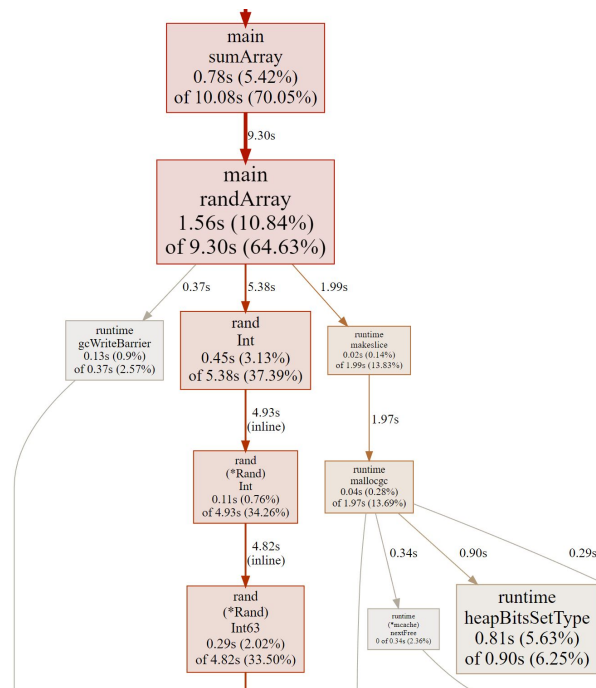 main
sumArray
0.78s (5.42%)
of 10.08s (70.05%)
9.30s
main
randArray
1.56s (10.84%)
of 9.30s (64.63%)
0.37s
5.38s
1.99s
runtime
gcWriteBarrier
0.13s (0.9%)
of 0.37s (2.57%)
rand
Int
0.45s (3.13%)
of 5.38s (37.39%)
runtime
makeslice
0.02s (0.14%)
of 1.99s (13.83%)
4.93s
(inline)
1.97s
rand
(*Rand)
Int
0.11s (0.76%)
of 4.93s (34.26%)
runtime
mallocgc
0.04s (0.28%)
of 1.97s (13.69%)
4.82s
(inline)
0.34s
0.90s
0.29s
rand
(*Rand)
Int63
0.29s (2.02%)
of 4.82s (33.50%)
runtime
(*mcache)
nextFree
0 of 0.34s (2.36%)
runtime
heapBitsSetType
0.81s (5.63%)
of 0.90s (6.25%)